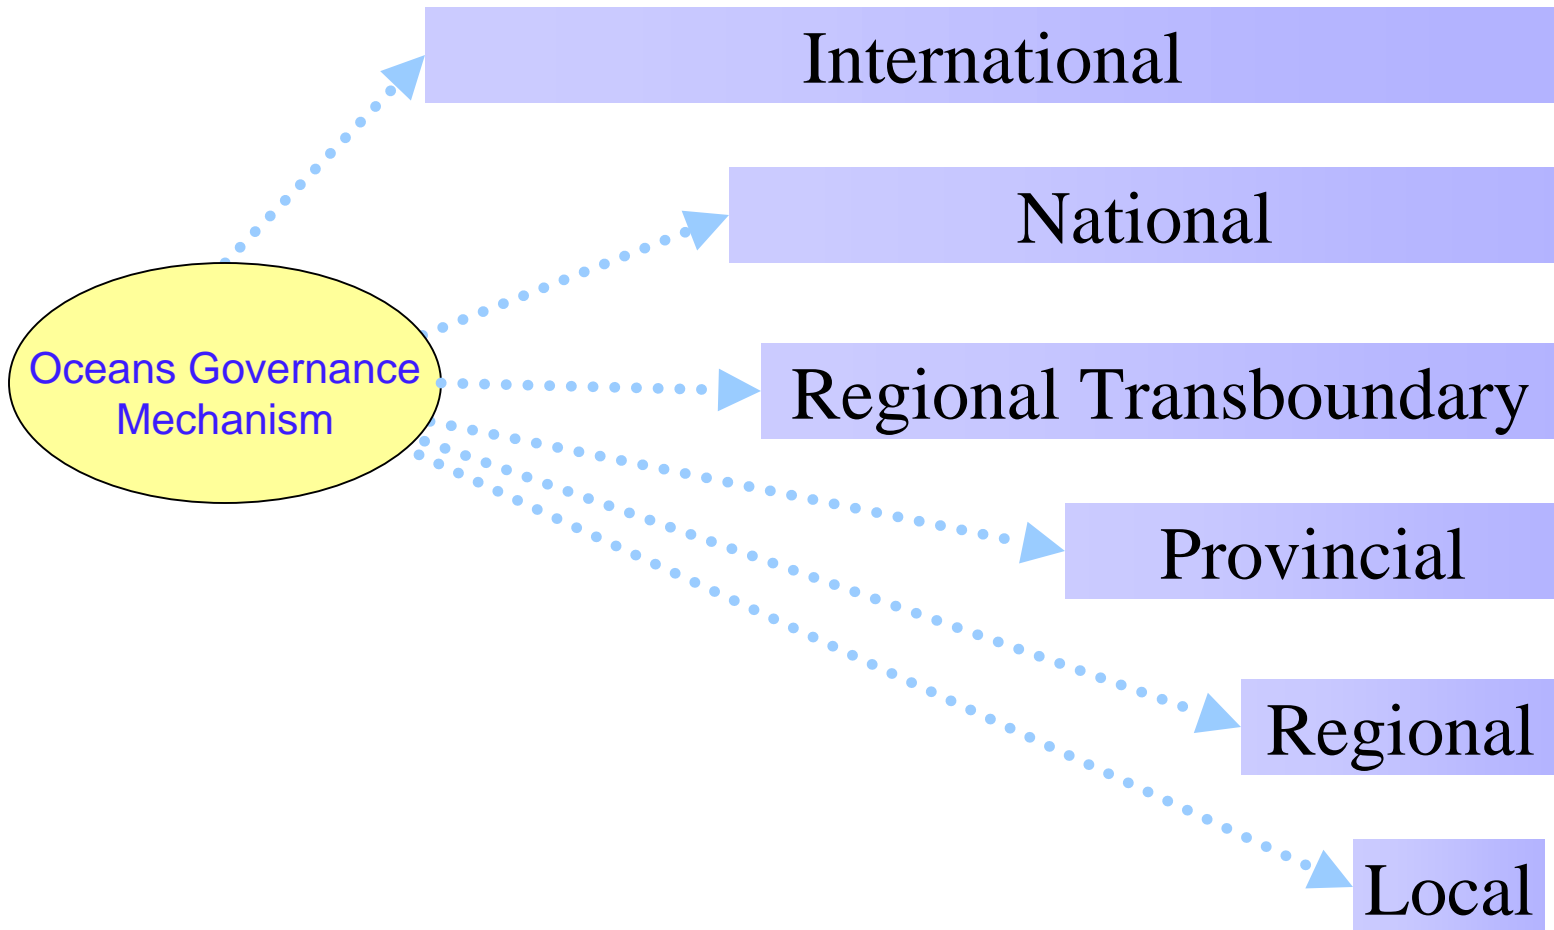 International
National
Oceans Governance
Mechanism
Regional Transboundary
Provincial
Regional
Local